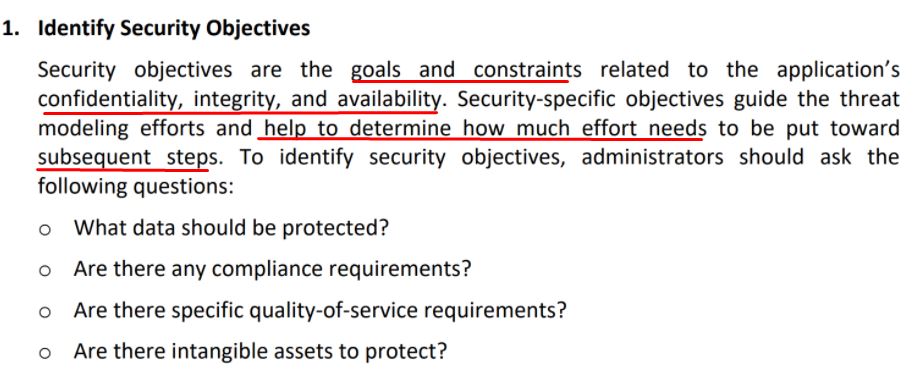 1. Identify Security Objectives
Security objectives are the goals and constraints related to the application's
confidentiality, integrity, and availability. Security-specific objectives guide the threat
modeling efforts and help to determine how much effort needs to be put toward
subsequent steps. To identify security objectives, administrators should ask the
following questions:
o What data should be protected?
o Are there any compliance requirements?
o Are there specific quality-of-service requirements?
o Are there intangible assets to protect?